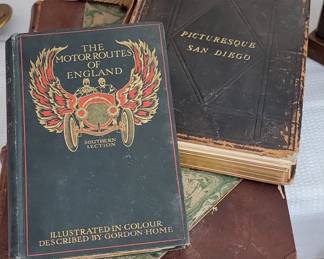 THE
MOTOR ROUTES
OF
ENGLAND
SOUTHERN
SECTION
ILLUSTRATED·IN·COLOUR
DESCRIBED·BY·GORDON HOME
PICTURESQUE
SAN DIEGO